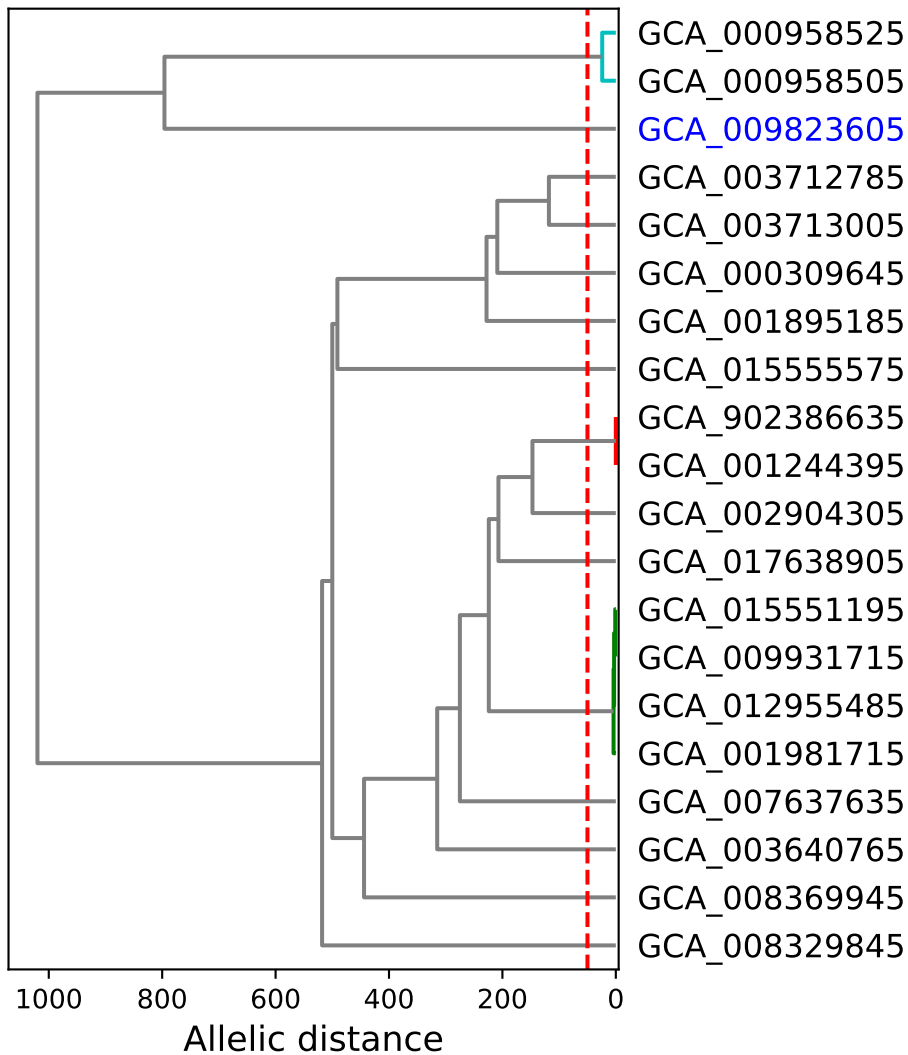 GCA_000958525
GCA_000958505
GCA_009823605
GCA_003712785
GCA_003713005
GCA_000309645
GCA_001895185
GCA_015555575
GCA_902386635
GCA_001244395
GCA_002904305
GCA_017638905
GCA_015551195
GCA_009931715
GCA_012955485
GCA_001981715
GCA_007637635
GCA_003640765
GCA_008369945
GCA_008329845
1000 800 600 400 200 0
Allelic distance